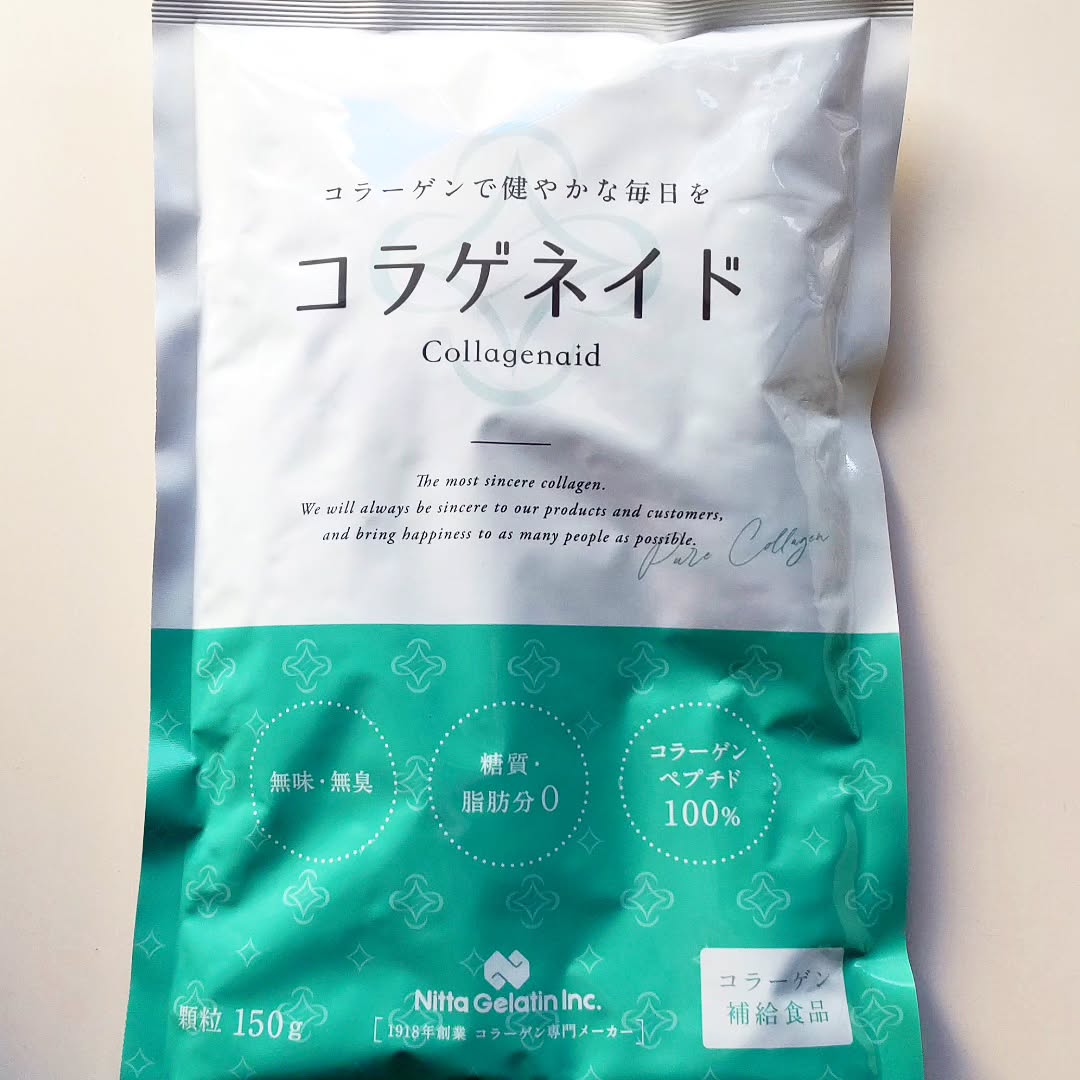 コラーゲンで健やかな毎日を
コラゲネイド
Collagenaid
The most sincere collagen.
We will always be sincere to our products and customers,
and bring happiness to as many people as possible.
Pure Collagen
無味・無臭
糖質・
脂肪分0
コラーゲン
ペプチド
100%
Nitta Gelatin Inc.
[1918年創業 コラーゲン専門メーカー]
顆粒 150g
コラーゲン
補給食品